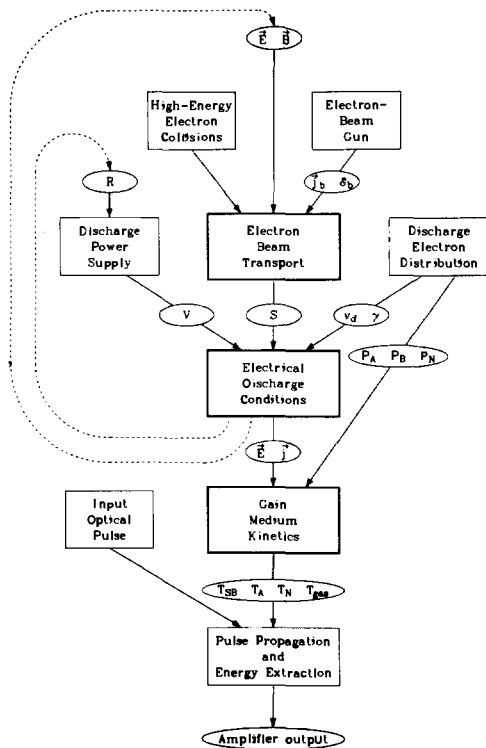 E⃗ B⃗
High-Energy
Electron
Collisions
Electron-
Beam
Gun
R
j⃗_b ℰ_b
Discharge
Power
Supply
Electron
Beam
Transport
Discharge
Electron
Distribution
V
S
v_d γ
P_A P_B P_N
Electrical
Discharge
Conditions
E⃗ j⃗
Input
Optical
Pulse
Gain
Medium
Kinetics
T_SB T_A T_N T_gas
Pulse Propagation
and
Energy Extraction
Amplifier output